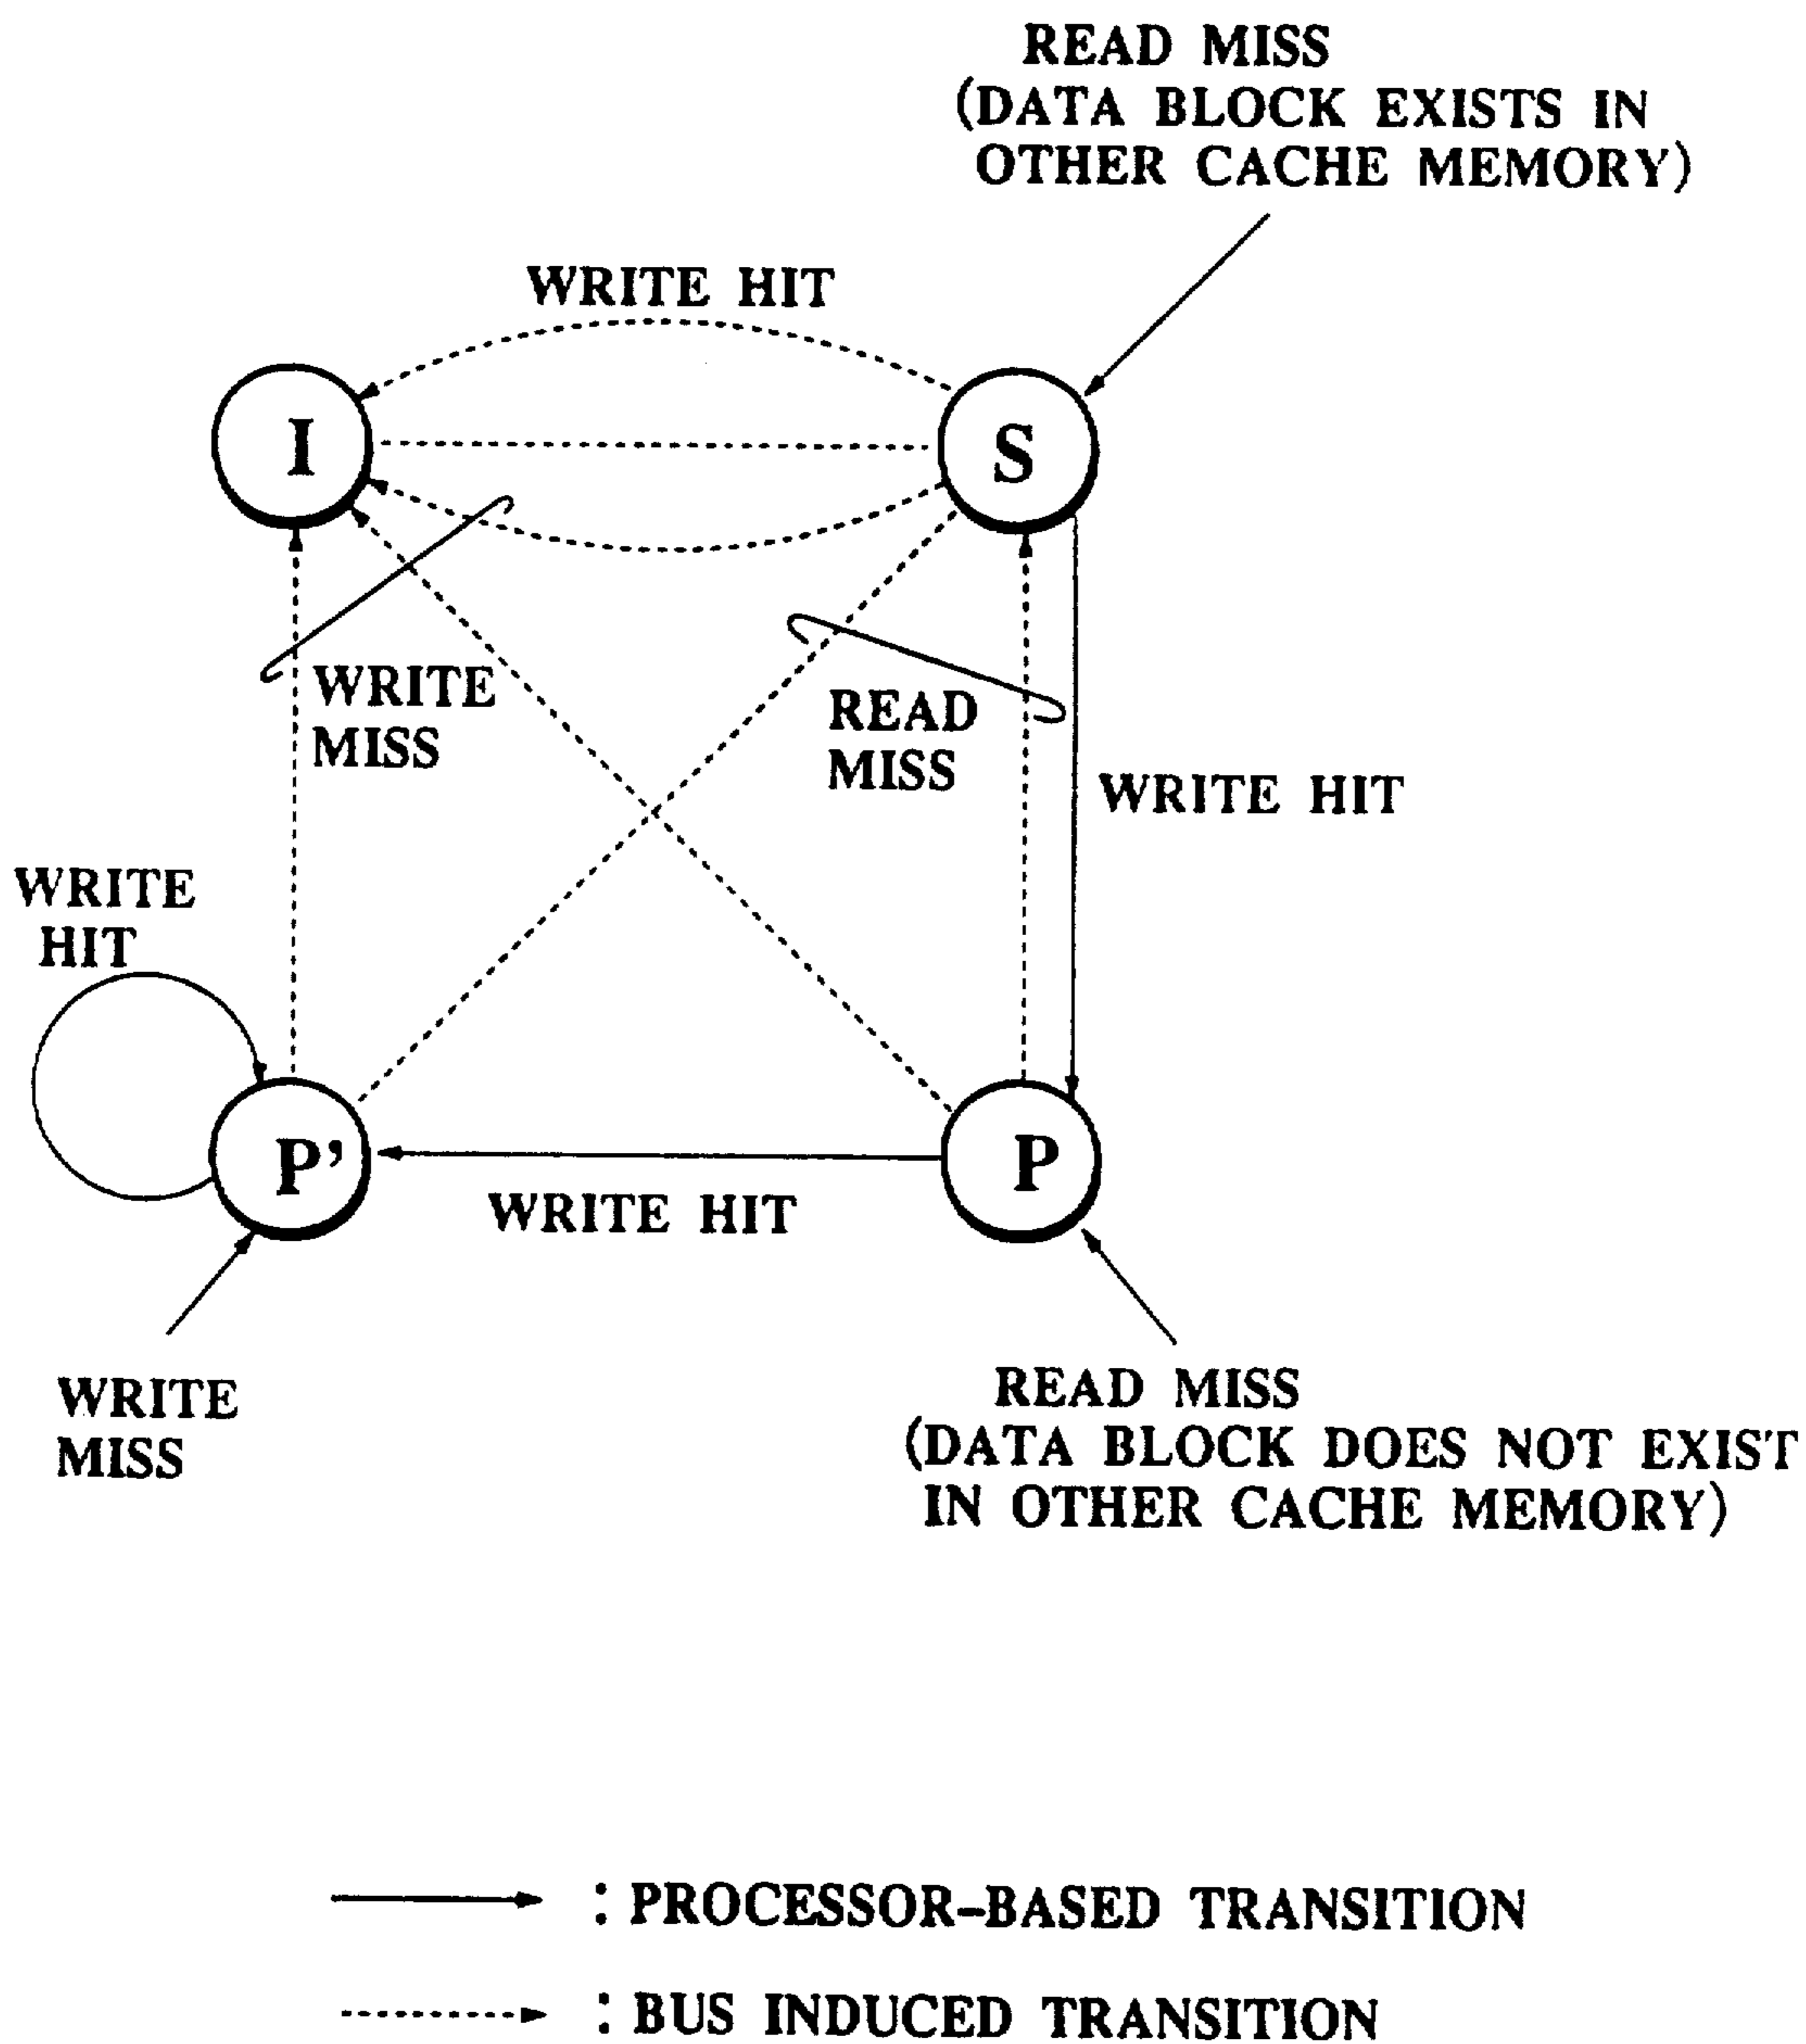 READ MISS
(DATA BLOCK EXISTS IN
OTHER CACHE MEMORY)
WRITE HIT
I
S
WRITE
MISS
READ
MISS
WRITE HIT
WRITE
HIT
P'
P
WRITE HIT
WRITE
MISS
READ MISS
(DATA BLOCK DOES NOT EXIST
IN OTHER CACHE MEMORY)
: PROCESSOR-BASED TRANSITION
: BUS INDUCED TRANSITION